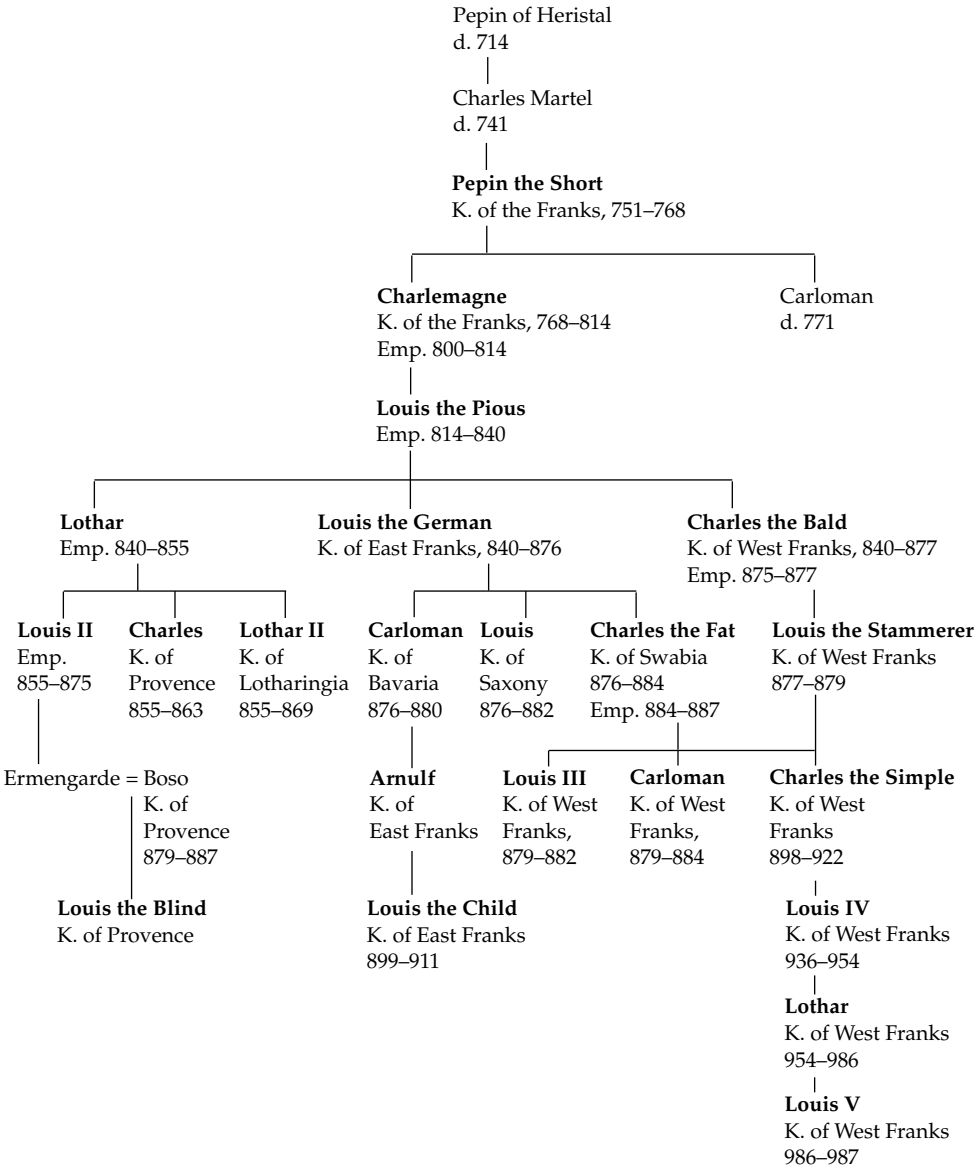 Pepin of Heristal
d. 714
Charles Martel
d. 741
Pepin the Short
K. of the Franks, 751–768
Charlemagne
K. of the Franks, 768–814
Emp. 800–814
Carloman
d. 771
Louis the Pious
Emp. 814–840
Lothar
Emp. 840–855
Louis the German
K. of East Franks, 840–876
Charles the Bald
K. of West Franks, 840–877
Emp. 875–877
Louis II
Emp.
855–875
Charles
K. of
Provence
855–863
Lothar II
K. of
Lotharingia
855–869
Carloman
K. of
Bavaria
876–880
Louis
K. of
Saxony
876–882
Charles the Fat
K. of Swabia
876–884
Emp. 884–887
Louis the Stammerer
K. of West Franks
877–879
Ermengarde = Boso
K. of
Provence
879–887
Arnulf
K. of
East Franks
Louis III
K. of West
Franks,
879–882
Carloman
K. of West
Franks,
879–884
Charles the Simple
K. of West
Franks
898–922
Louis the Blind
K. of Provence
Louis the Child
K. of East Franks
899–911
Louis IV
K. of West Franks
936–954
Lothar
K. of West Franks
954–986
Louis V
K. of West Franks
986–987